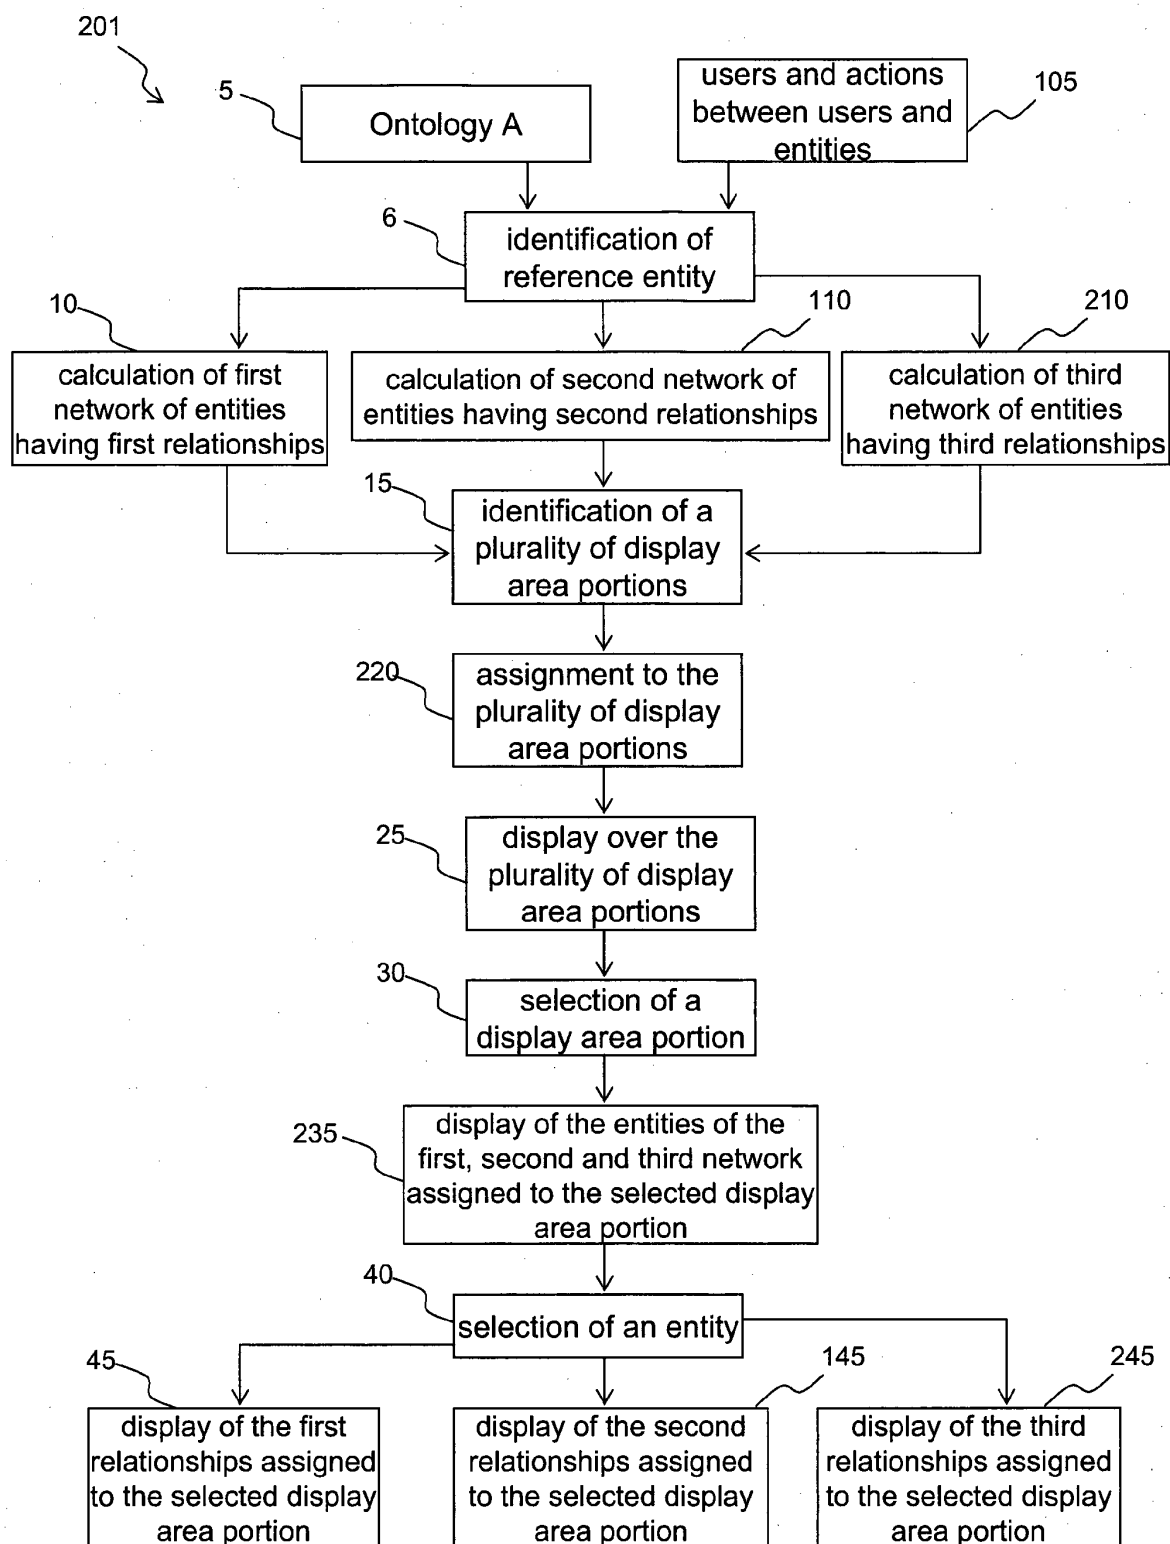 201
5
Ontology A
users and actions
between users and
entities
105
6
identification of
reference entity
10
110
210
calculation of first
network of entities
having first relationships
calculation of second network of
entities having second relationships
calculation of third
network of entities
having third relationships
15
identification of a
plurality of display
area portions
220
assignment to the
plurality of display
area portions
25
display over the
plurality of display
area portions
30
selection of a
display area portion
235
display of the entities of the
first, second and third network
assigned to the selected display
area portion
40
selection of an entity
45
145
245
display of the first
relationships assigned
to the selected display
area portion
display of the second
relationships assigned
to the selected display
area portion
display of the third
relationships assigned
to the selected display
area portion